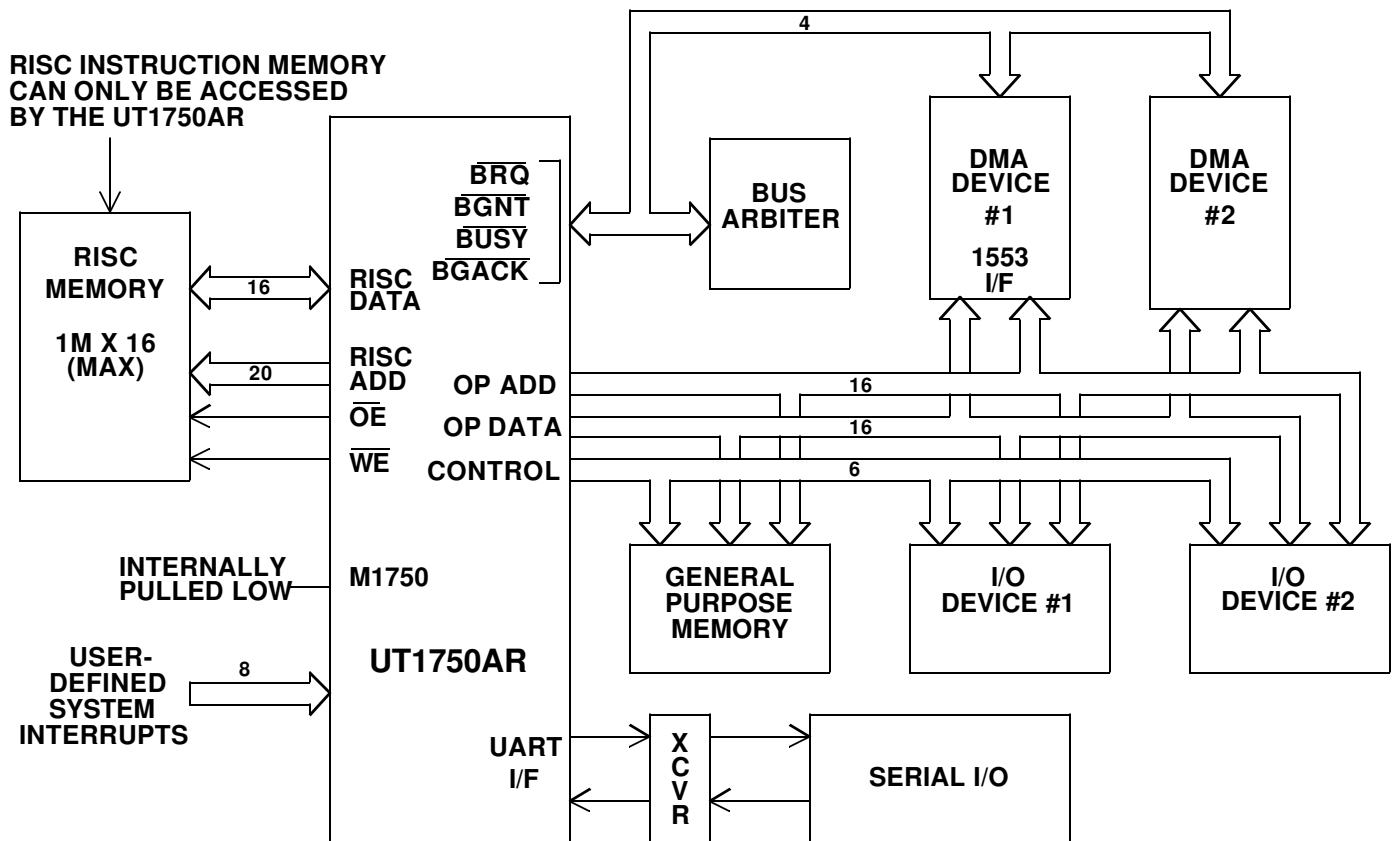 4
RISC INSTRUCTION MEMORY
CAN ONLY BE ACCESSED
BY THE UT1750AR
RISC
MEMORY
1M X 16
(MAX)
16
20
RISC
DATA
RISC
ADD
OE
WE
BRQ
BGNT
BUSY
BGACK
OP ADD
OP DATA
CONTROL
BUS
ARBITER
DMA
DEVICE
#1
1553
I/F
DMA
DEVICE
#2
16
16
6
INTERNALLY
PULLED LOW
M1750
UT1750AR
USER-
DEFINED
SYSTEM
INTERRUPTS
8
GENERAL
PURPOSE
MEMORY
I/O
DEVICE #1
I/O
DEVICE #2
UART
I/F
X
C
V
R
SERIAL I/O